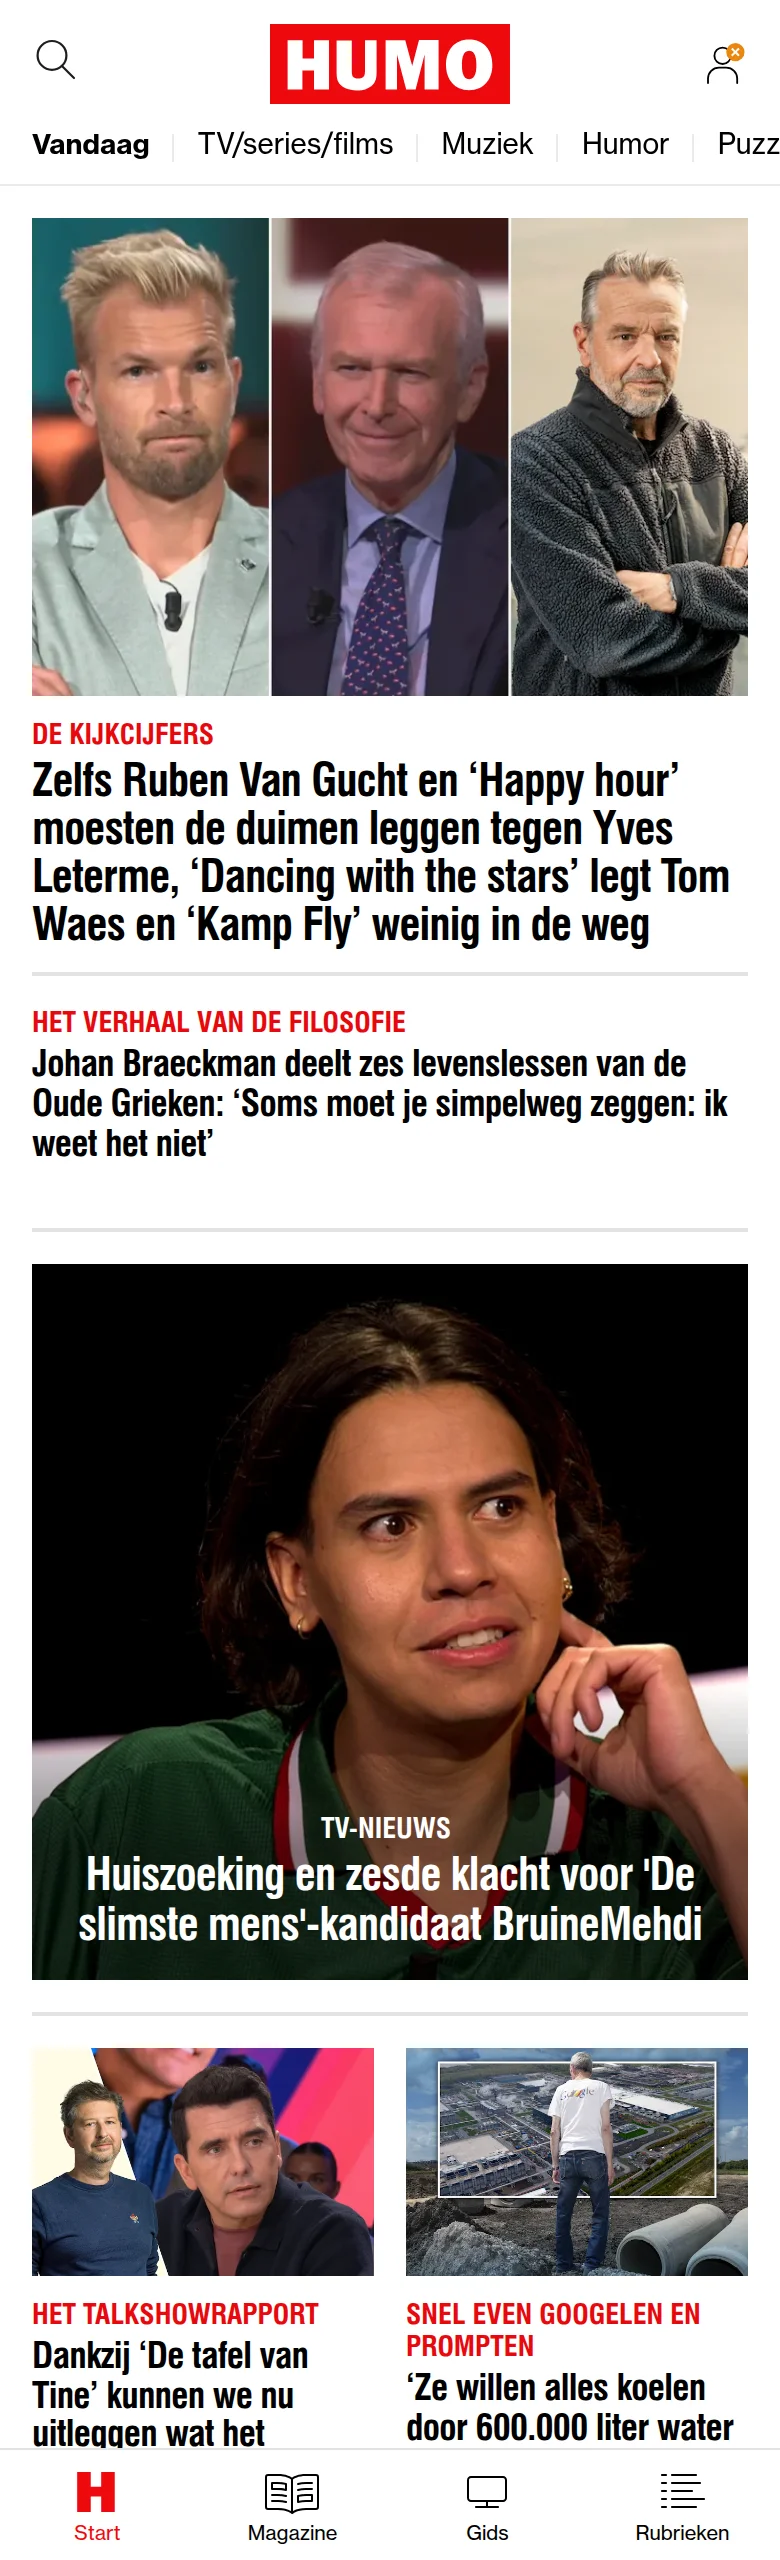 HUMO
Vandaag
TV/series/films
Muziek
Humor
Puzz
DE KIJKCIJFERS
Zelfs Ruben Van Gucht en ‘Happy hour’
moesten de duimen leggen tegen Yves
Leterme, ‘Dancing with the stars’ legt Tom
Waes en ‘Kamp Fly’ weinig in de weg
HET VERHAAL VAN DE FILOSOFIE
Johan Braeckman deelt zes levenslessen van de
Oude Grieken: ‘Soms moet je simpelweg zeggen: ik
weet het niet’
TV-NIEUWS
Huiszoeking en zesde klacht voor 'De
slimste mens'-kandidaat BruineMehdi
Google
HET TALKSHOWRAPPORT
Dankzij ‘De tafel van
Tine’ kunnen we nu
uitleggen wat het
SNEL EVEN GOOGELEN EN
PROMPTEN
‘Ze willen alles koelen
door 600.000 liter water
H
Start
Magazine
Gids
Rubrieken